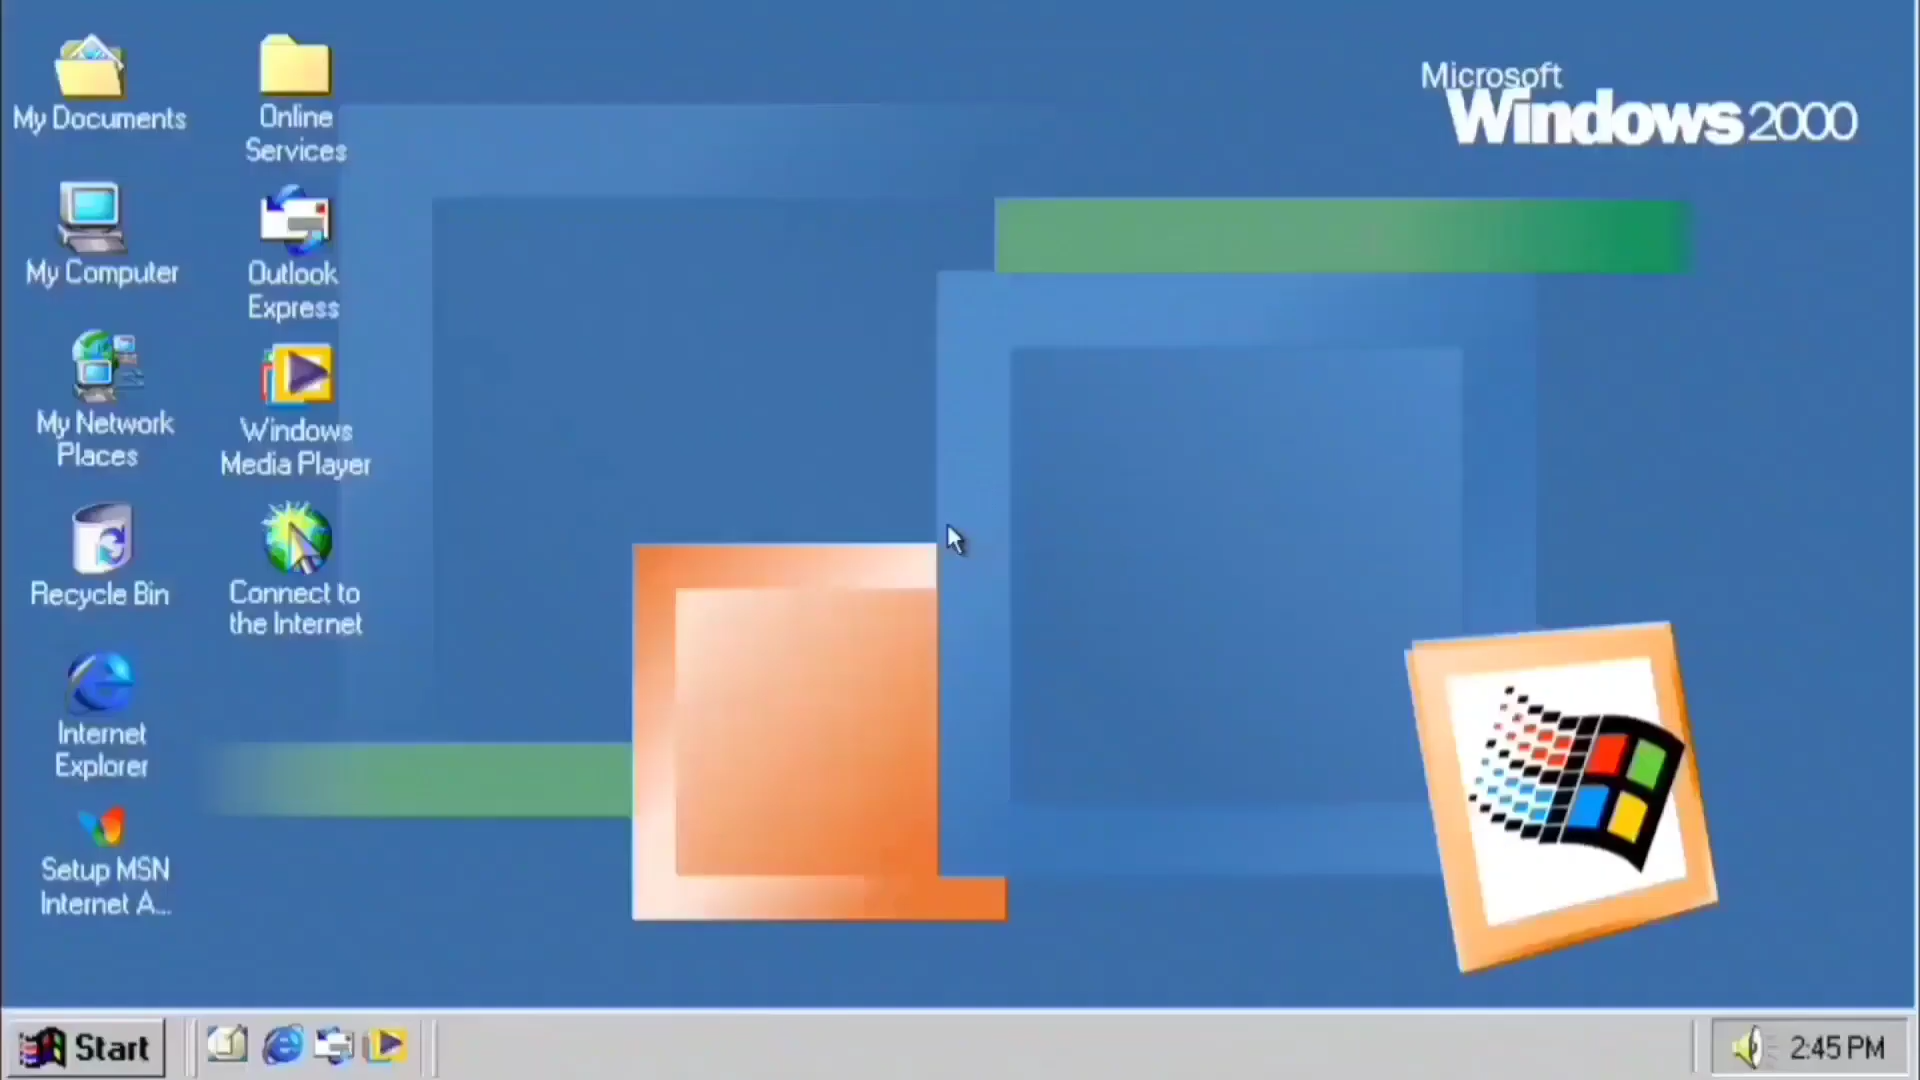 My Documents
Online
Services
Microsoft
Windows 2000
My Computer
Outlook
Express
My Network
Places
Windows
Media Player
Recycle Bin
Connect to
the Internet
Internet
Explorer
Setup MSN
Internet A...
Start
2:45 PM